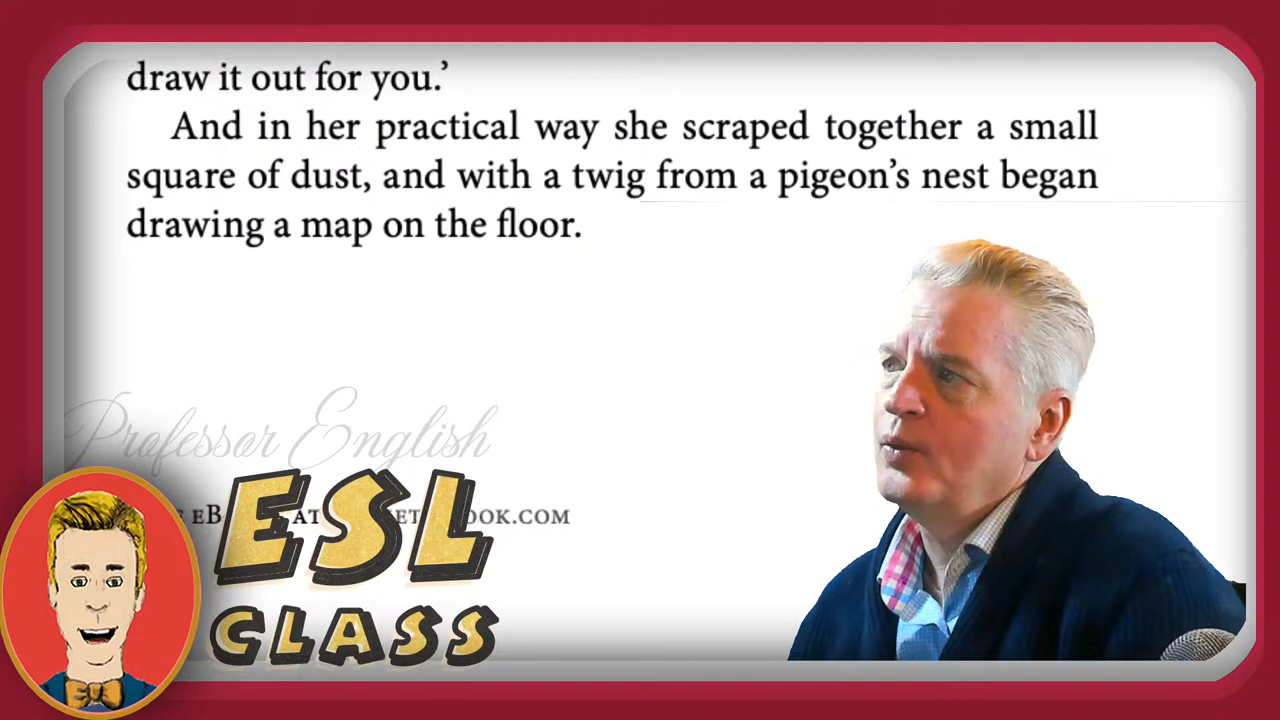 draw it out for you.’
And in her practical way she scraped together a small
square of dust, and with a twig from a pigeon’s nest began
drawing a map on the floor.
Professor English
ESL
CLASS